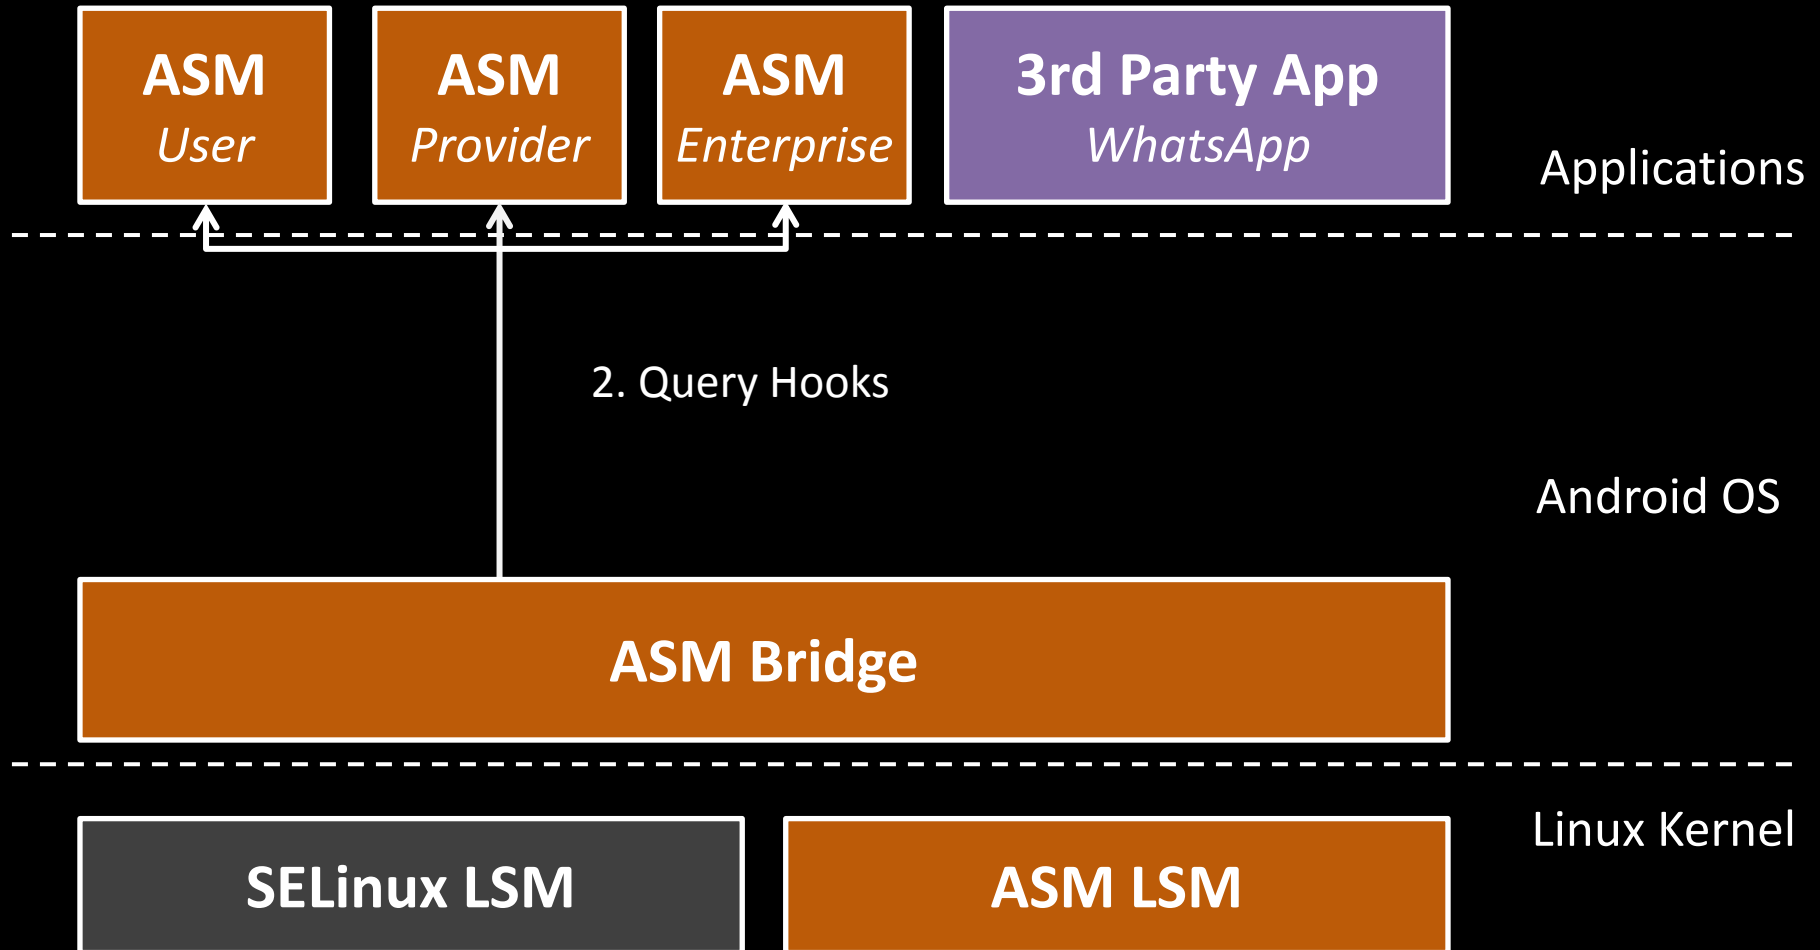 ASM
User
ASM
Provider
ASM
Enterprise
3rd Party App
WhatsApp
Applications
2. Query Hooks
Android OS
ASM Bridge
Linux Kernel
SELinux LSM
ASM LSM